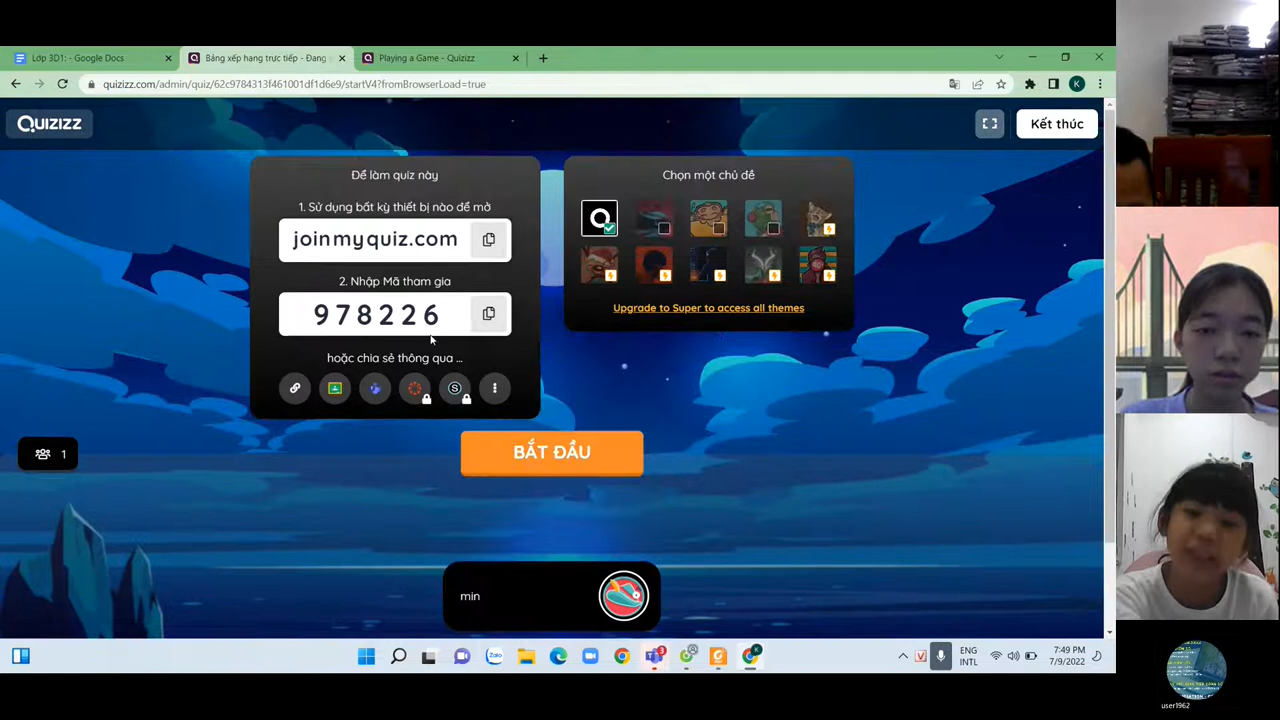 Lớp 3D1: - Google Docs
Bảng xếp hạng trực tiếp - Đang
Playing a Game - Quizizz
quizizz.com/admin/quiz/62c9784313f461001df1d6e9/startV4?fromBrowserLoad=true
K
QUIZIZZ
Kết thúc
Để làm quiz này
1. Sử dụng bất kỳ thiết bị nào để mở
joinmyquiz.com
2. Nhập Mã tham gia
978226
hoặc chia sẻ thông qua ...
Chọn một chủ đề
Upgrade to Super to access all themes
1
BẮT ĐẦU
min
Zalo
3
K
V
ENG
INTL
7:49 PM
7/9/2022
user1962